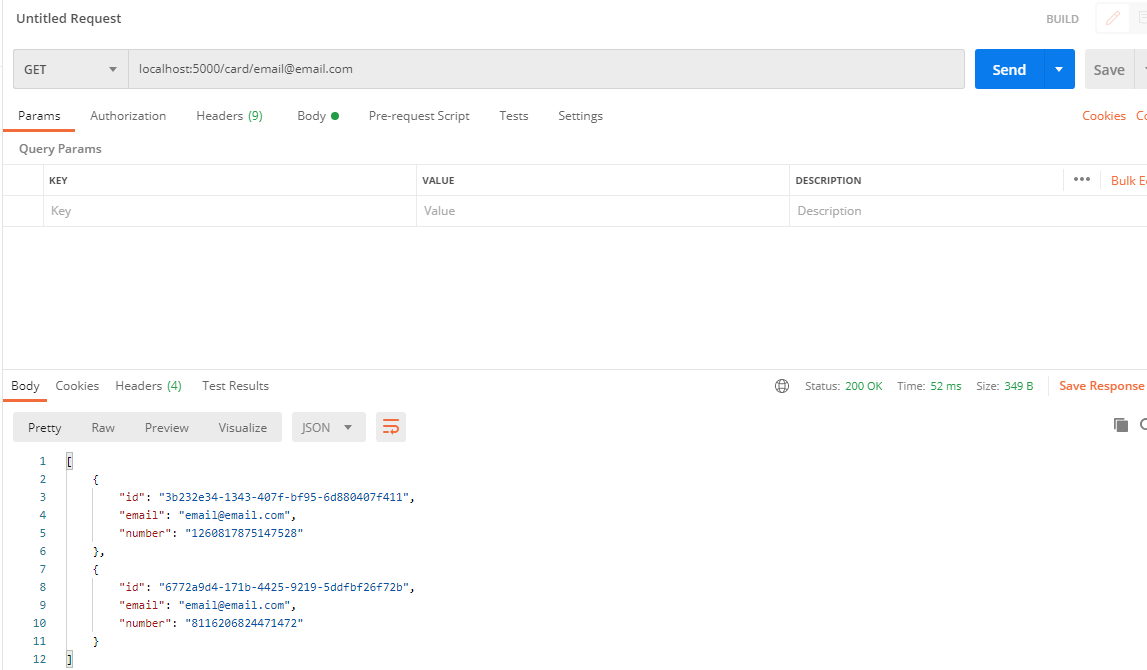 Untitled Request
BUILD
GET
localhost:5000/card/email@email.com
Send
Save
Params
Authorization
Headers (9)
Body
Pre-request Script
Tests
Settings
Cookies
Query Params
KEY
VALUE
DESCRIPTION
Bulk
Key
Value
Description
Body
Cookies
Headers (4)
Test Results
Status: 200 OK
Time: 52 ms
Size: 349 B
Save Response
Pretty
Raw
Preview
Visualize
JSON
1 [
2 {
3 "id": "3b232e34-1343-407f-bf95-6d880407f411",
4 "email": "email@email.com",
5 "number": "1260817875147528"
6 },
7 {
8 "id": "6772a9d4-171b-4425-9219-5ddfbf26f72b",
9 "email": "email@email.com",
10 "number": "8116206824471472"
11 }
12 ]